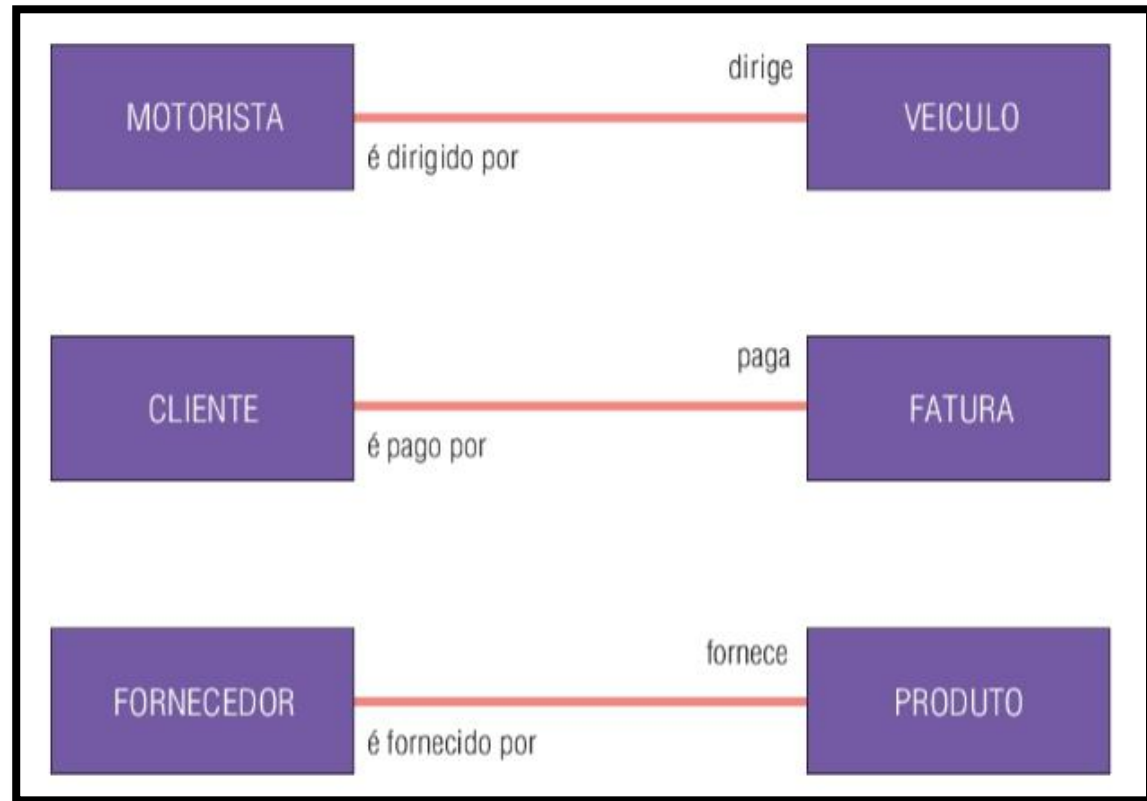 dirige
MOTORISTA
VEICULO
é dirigido por
paga
CLIENTE
FATURA
é pago por
fornece
FORNECEDOR
PRODUTO
é fornecido por